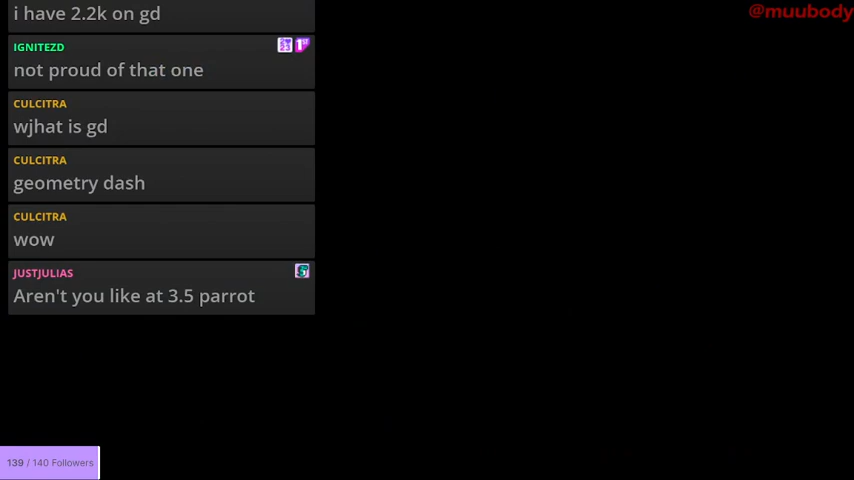 i have 2.2k on gd
@muubody
IGNITEZD
not proud of that one
CULCITRA
wjhat is gd
CULCITRA
geometry dash
CULCITRA
wow
JUSTJULIAS
Aren't you like at 3.5 parrot
139 / 140 Followers